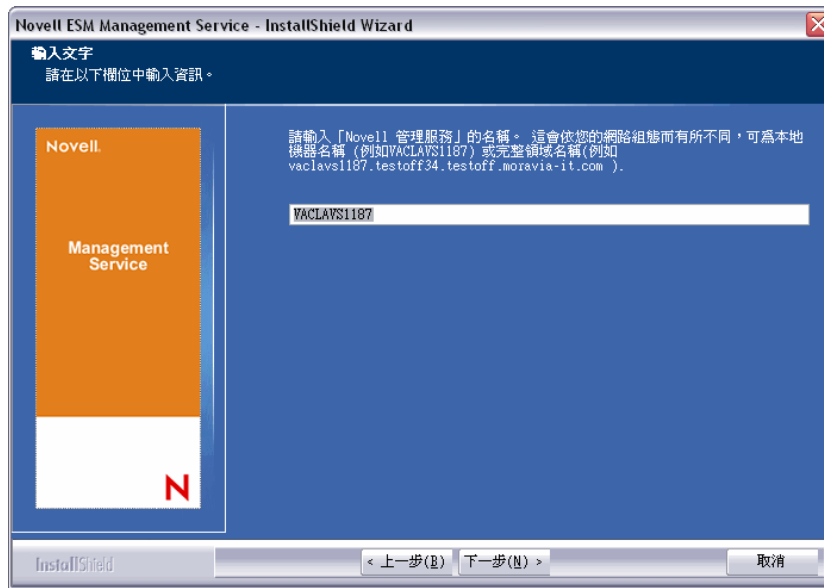 Novell ESM Management Service - InstallShield Wizard
輸入文字
請在以下欄位中輸入資訊。
Novell.
Management
Service
N
請輸入「Novell 管理服務」的名稱。 這會依您的網路組態而有所不同，可為本地
機器名稱 (例如VACLAVS1187) 或完整領域名稱(例如
vaclavs1187.testoff34.testoff.moravia-it.com ).
VACLAVS1187
InstallShield
< 上一步(B)
下一步(N) >
取消